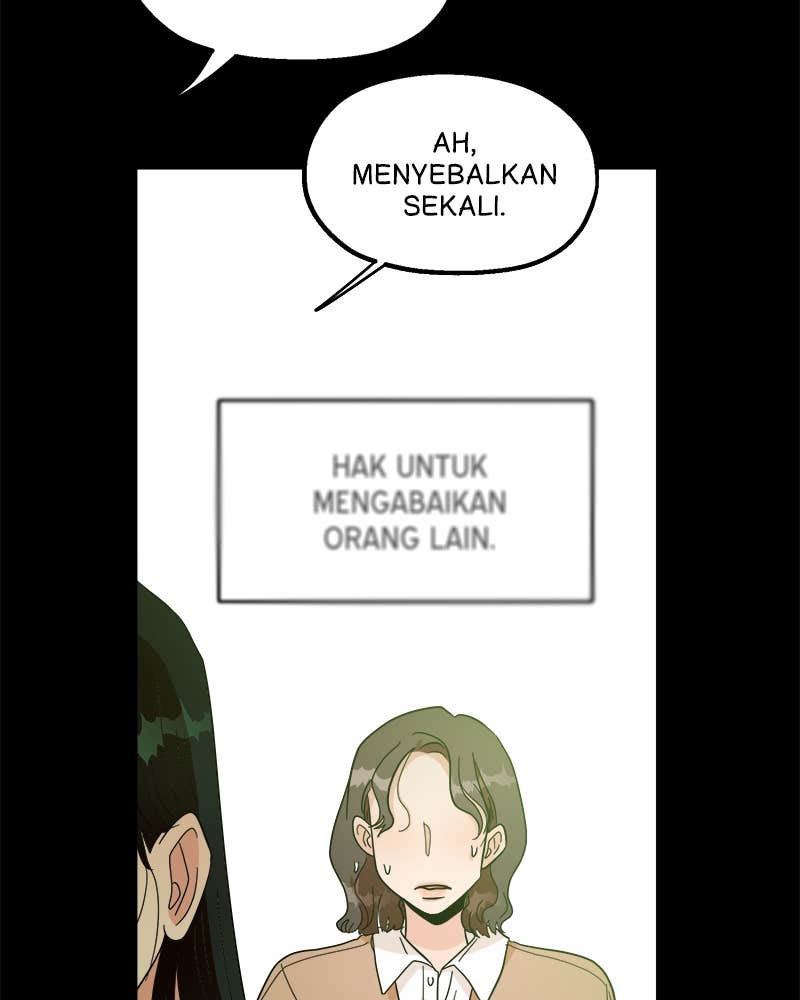 AH,
MENYEBALKAN
SEKALI.
HAK UNTUK
MENGABAIKAN
ORANG LAIN.